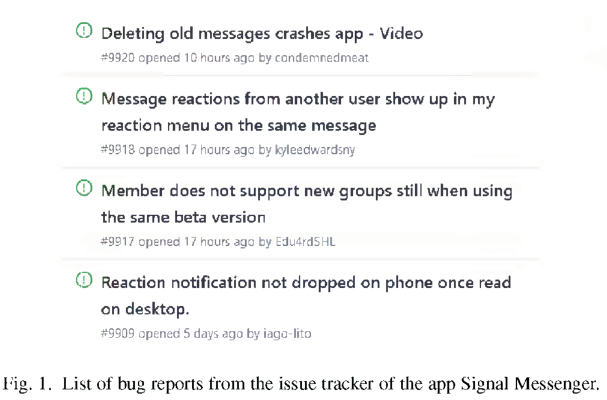 Deleting old messages crashes app - Video
#9920 opened 10 hours ago by condemnedmeat
Message reactions from another user show up in my
reaction menu on the same message
#9918 opened 17 hours ago by kyleedwardsny
Member does not support new groups still when using
the same beta version
#9917 opened 17 hours ago by Edu4rdSHL
Reaction notification not dropped on phone once read
on desktop.
#9909 opened 5 days ago by iago-lito
Fig. 1. List of bug reports from the issue tracker of the app Signal Messenger.